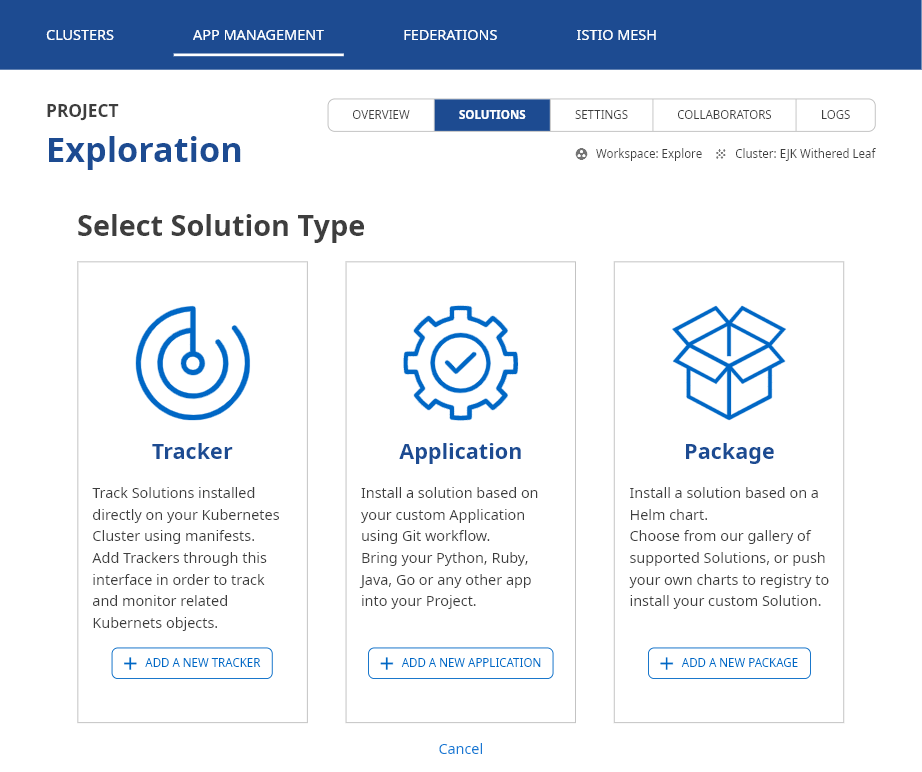 CLUSTERS APP MANAGEMENT FEDERATIONS ISTIO MESH
PROJECT
Exploration
OVERVIEW SOLUTIONS SETTINGS COLLABORATORS LOGS
Workspace: Explore Cluster: EJK Withered Leaf
Select Solution Type
Tracker
Track Solutions installed
directly on your Kubernetes
Cluster using manifests.
Add Trackers through this
interface in order to track
and monitor related
Kubernets objects.
ADD A NEW TRACKER
Application
Install a solution based on
your custom Application
using Git workflow.
Bring your Python, Ruby,
Java, Go or any other app
into your Project.
ADD A NEW APPLICATION
Package
Install a solution based on a
Helm chart.
Choose from our gallery of
supported Solutions, or push
your own charts to registry to
install your custom Solution.
ADD A NEW PACKAGE
Cancel